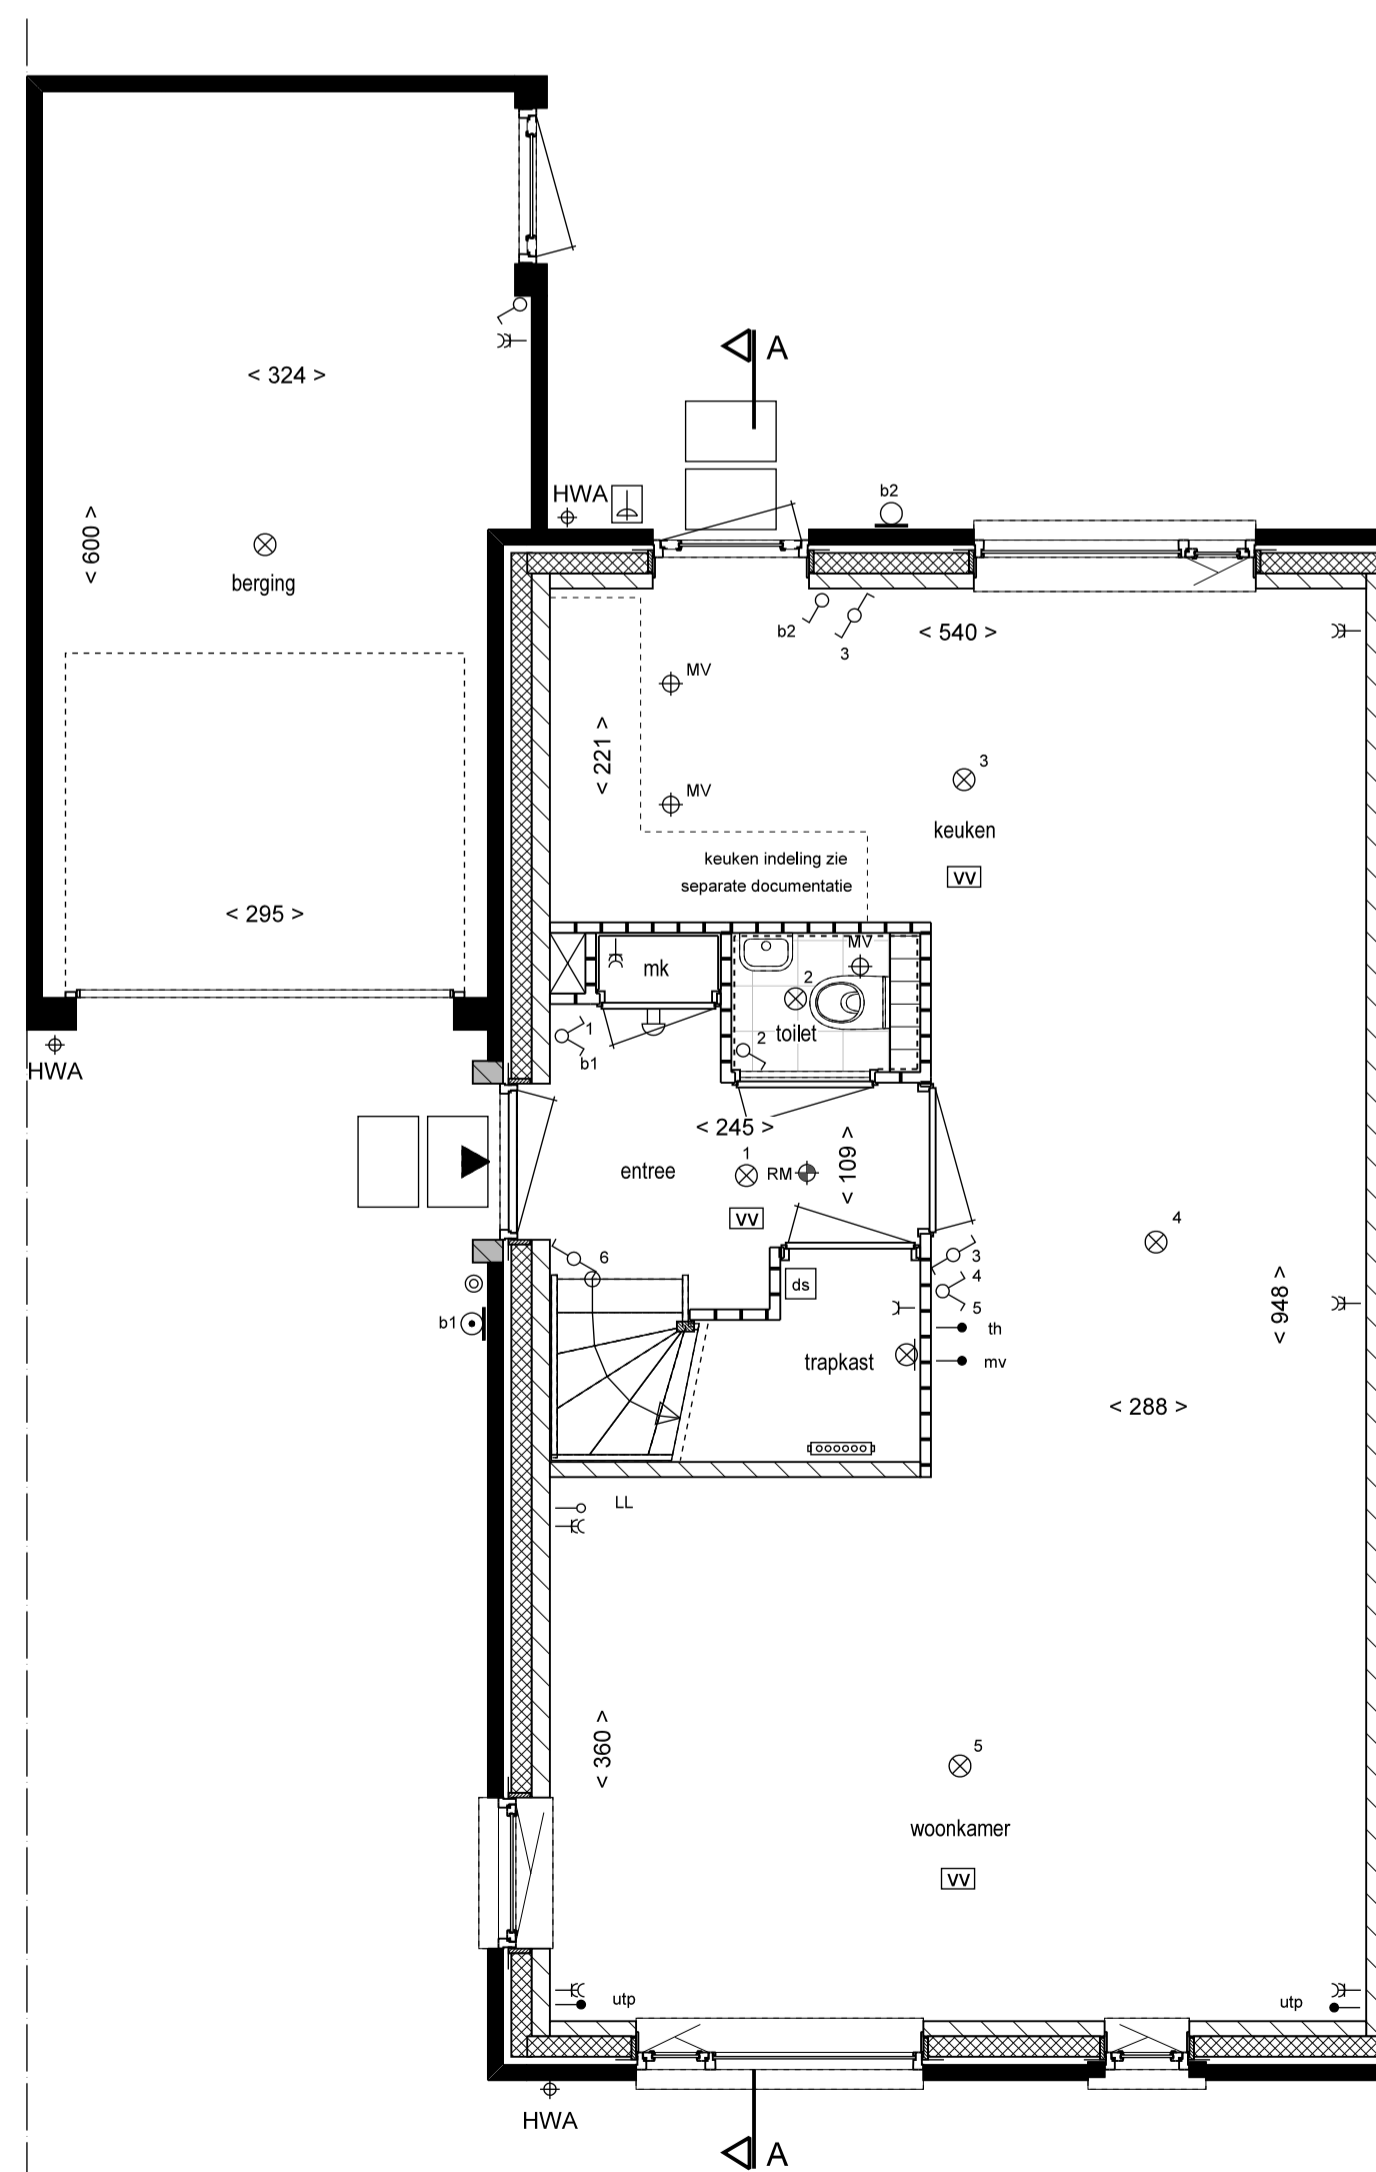 A
< 324 >
HWA
b2
< 600 >
berging
b2
3
< 540 >
MV
< 221 >
3
MV
keuken
keuken indeling zie
separate documentatie
VV
< 295 >
MV
mk
2
toilet
1
2
b1
HWA
< 245 >
< 109 >
1
entree
RM
VV
4
6
3
ds
4
5
b1
th
< 948 >
trapkast
mv
< 288 >
LL
< 360 >
5
woonkamer
VV
utp
utp
HWA
A